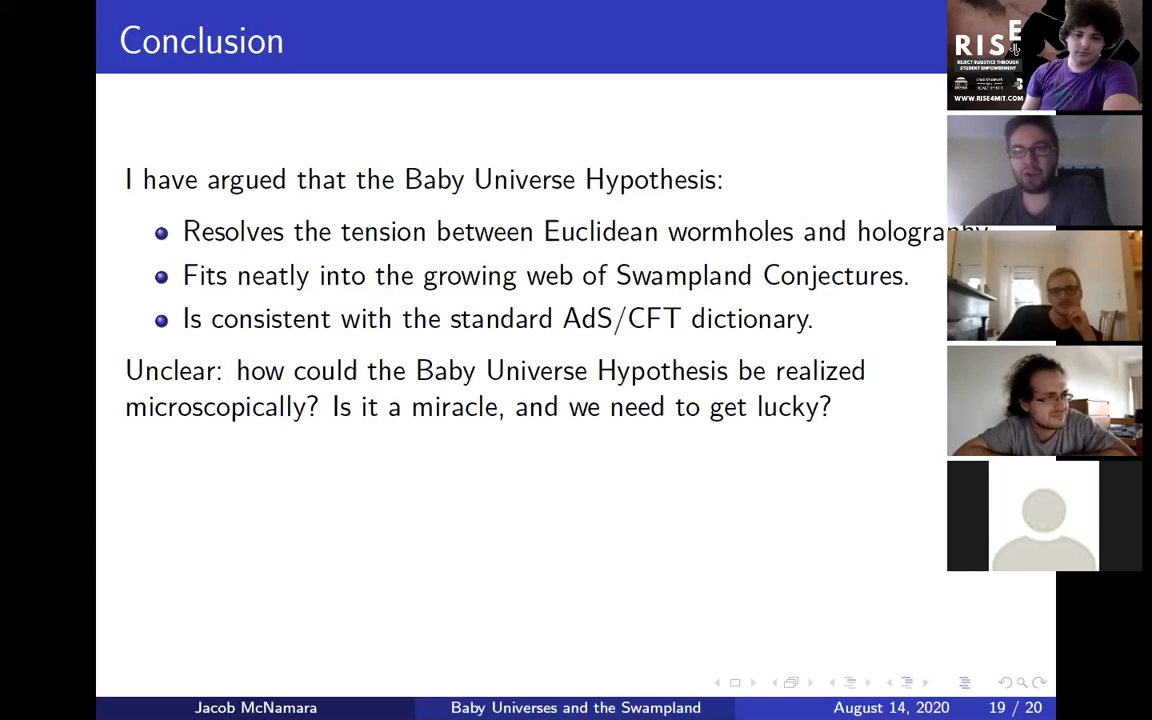 Conclusion
I have argued that the Baby Universe Hypothesis:
Resolves the tension between Euclidean wormholes and holography.
Fits neatly into the growing web of Swampland Conjectures.
Is consistent with the standard AdS/CFT dictionary.
Unclear: how could the Baby Universe Hypothesis be realized
microscopically? Is it a miracle, and we need to get lucky?
Jacob McNamara
Baby Universes and the Swampland
August 14, 2020
19 / 20
RISE
REJECT INJUSTICE THROUGH
STUDENT EMPOWERMENT
WWW.RISE4MIT.COM